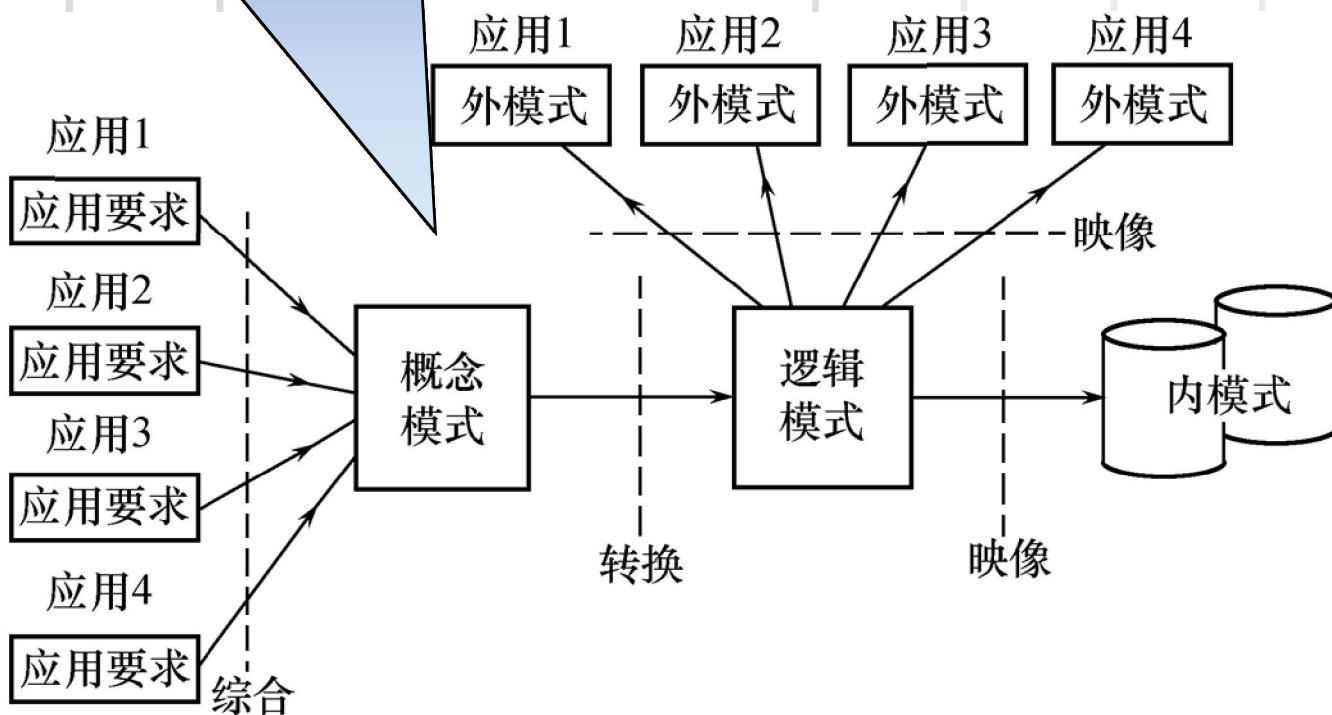 应用1
应用2
应用3
应用4
外模式
外模式
外模式
外模式
映像
应用1
应用要求
应用2
应用要求
应用3
应用要求
应用4
应用要求
综合
概念
模式
转换
逻辑
模式
映像
内模式